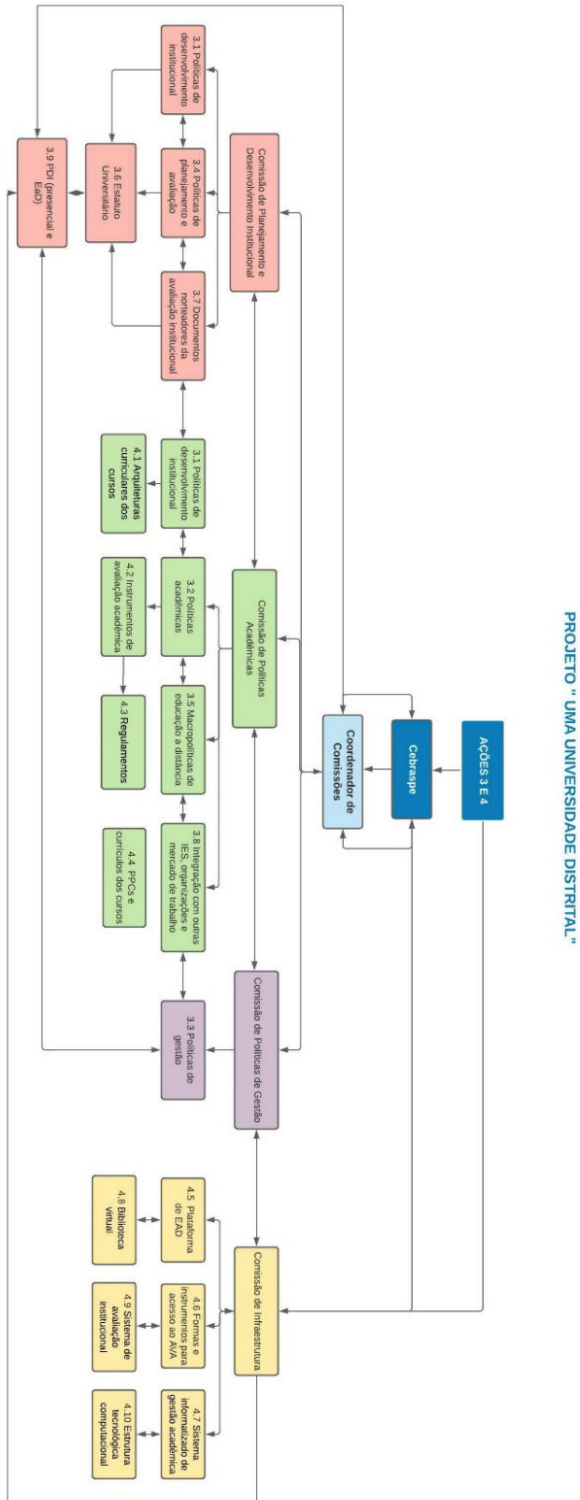 PROJETO " UMA UNIVERSIDADE DISTRITAL"
AÇÕES 3 E 4
Cebraspe
Coordenador de
Comissões
Comissão de Planejamento e
Desenvolvimento Institucional
Comissão de Políticas
Acadêmicas
Comissão de Políticas de Gestão
Comissão de Infraestrutura
3.1 Políticas de
desenvolvimento
institucional
3.4 Políticas de
planejamento e
avaliação
3.7 Documentos
norteadores da
avaliação institucional
3.1 Políticas de
desenvolvimento
institucional
3.2 Políticas
acadêmicas
3.5 Macropolíticas de
educação a distância
3.8 Integração com outras
IES, organizações e
mercado de trabalho
3.3 Políticas de
gestão
4.5 Plataforma
de EAD
4.6 Formas e
instrumentos para
acesso ao AVA
4.7 Sistema
informatizado de
gestão acadêmica
3.6 Estatuto
Universitário
4.1 Arquiteturas
curriculares dos
cursos
4.2 Instrumentos de
avaliação acadêmica
4.3 Regulamentos
4.4 PPCs e
currículos dos cursos
4.8 Biblioteca
virtual
4.9 Sistema de
avaliação
institucional
4.10 Estrutura
tecnológica
computacional
3.9 PDI (presencial e
EaD)